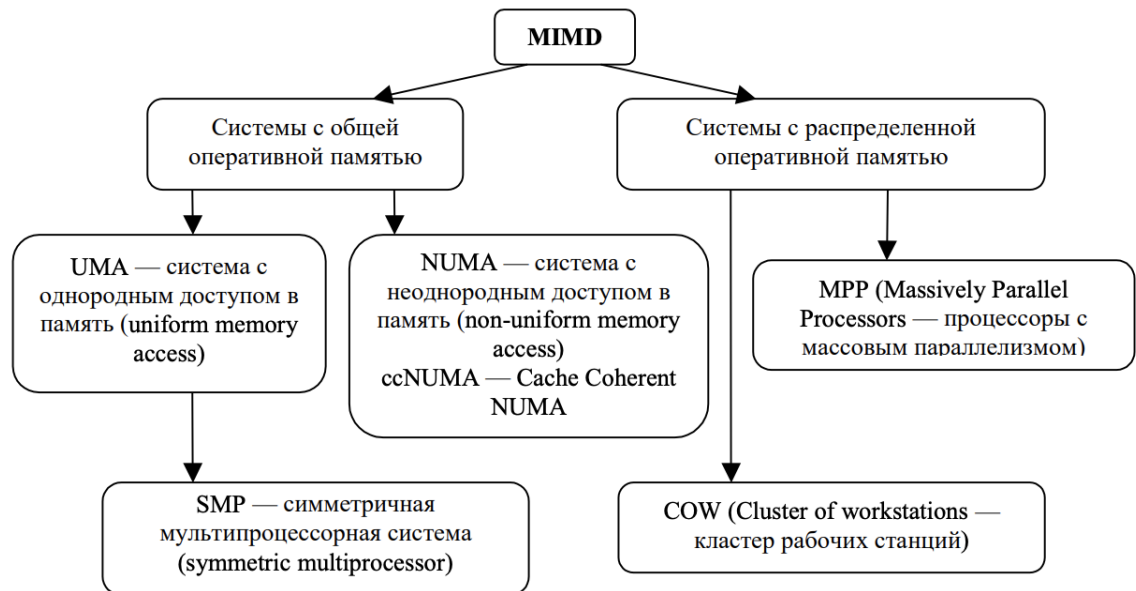 MIMD
Системы с общей
оперативной памятью
Системы с распределенной
оперативной памятью
UMA — система с
однородным доступом в
память (uniform memory
access)
NUMA — система с
неоднородным доступом в
память (non-uniform memory
access)
ccNUMA — Cache Coherent
NUMA
MPP (Massively Parallel
Processors — процессоры с
массовым параллелизмом)
SMP — симметричная
мультипроцессорная система
(symmetric multiprocessor)
COW (Cluster of workstations —
кластер рабочих станций)